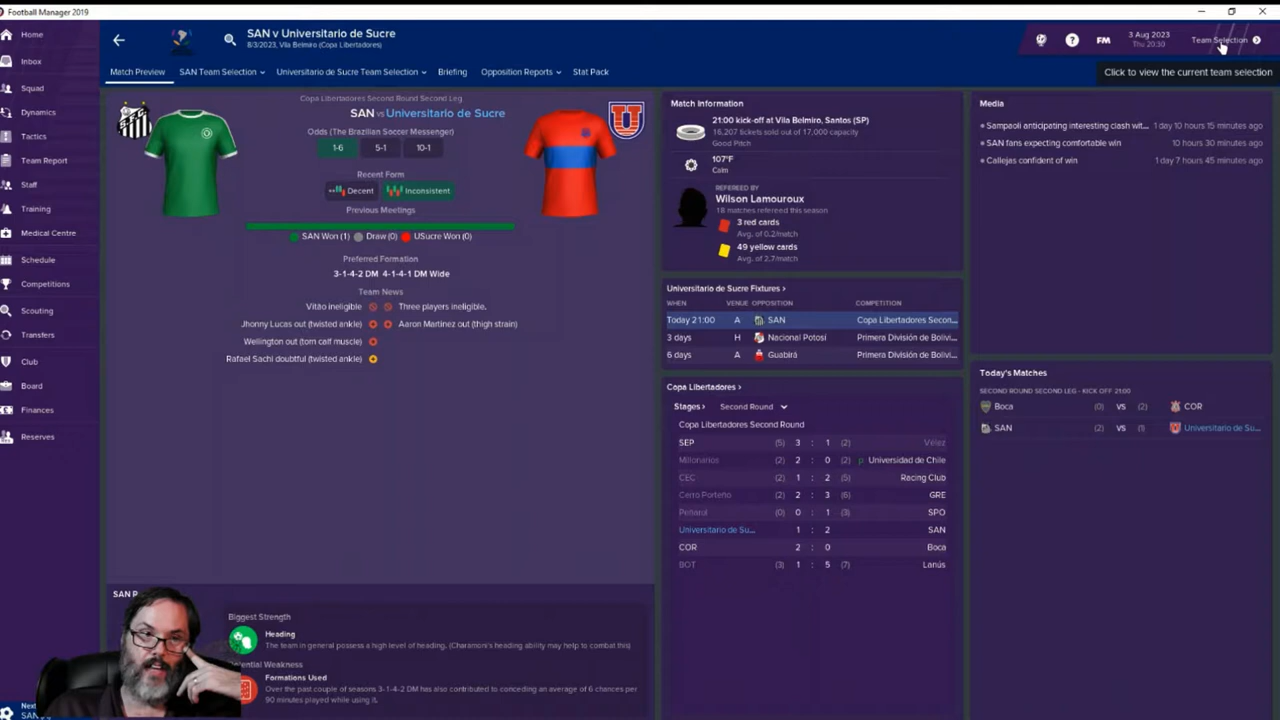 Football Manager 2019
Home
Inbox
Squad
Dynamics
Tactics
Team Report
Staff
Training
Medical Centre
Schedule
Competitions
Scouting
Transfers
Club
Board
Finances
Reserves
SAN v Universitario de Sucre
8/3/2023, Vila Belmiro (Copa Libertadores)
FM
3 Aug 2023
Thu 20:30
Team Selection
Match Preview
SAN Team Selection
Universitario de Sucre Team Selection
Briefing
Opposition Reports
Stat Pack
Click to view the current team selection
Copa Libertadores Second Round Second Leg
SAN vs Universitario de Sucre
Odds (The Brazilian Soccer Messenger)
1-6 5-1 10-1
Recent Form
Decent Inconsistent
Previous Meetings
SAN Won (1) Draw (0) USucre Won (0)
Preferred Formation
3-1-4-2 DM 4-1-4-1 DM Wide
Team News
Vitão ineligible Three players ineligible.
Jhonny Lucas out (twisted ankle) Aaron Martinez out (thigh strain)
Wellington out (torn calf muscle)
Rafael Sachi doubtful (twisted ankle)
Biggest Strength
Heading
The team in general possess a high level of heading. (Charamoni's heading ability may help to combat this)
Potential Weakness
Formations Used
Over the past couple of seasons 3-1-4-2 DM has also contributed to conceding an average of 6 chances per
90 minutes played while using it.
Match Information
21:00 kick-off at Vila Belmiro, Santos (SP)
16,207 tickets sold out of 17,000 capacity
Good Pitch
107°F
Calm
REFEREED BY
Wilson Lamouroux
18 matches refereed this season
3 red cards
Avg. of 0.2/match
49 yellow cards
Avg. of 2.7/match
Universitario de Sucre Fixtures >
WHEN VENUE OPPOSITION COMPETITION
Today 21:00 A SAN Copa Libertadores Secon...
3 days H Nacional Potosí Primera División de Bolivi...
6 days A Guabirá Primera División de Bolivi...
Copa Libertadores >
Stages > Second Round
Copa Libertadores Second Round
SEP (5) 3 : 1 (2) Vélez
Millonarios (2) 2 : 0 (2) p Universidad de Chile
CEC (2) 1 : 2 (5) Racing Club
Cerro Porteño (2) 2 : 3 (6) GRE
Peñarol (0) 0 : 1 (3) SPO
Universitario de Su... 1 : 2 SAN
COR 2 : 0 Boca
BOT (3) 1 : 5 (7) Lanús
Media
Sampaoli anticipating interesting clash wit... 1 day 10 hours 15 minutes ago
SAN fans expecting comfortable win 10 hours 30 minutes ago
Callejas confident of win 1 day 7 hours 45 minutes ago
Today's Matches
SECOND ROUND SECOND LEG - KICK OFF 21:00
Boca (0) VS (2) COR
SAN (2) VS (1) Universitario de Su...